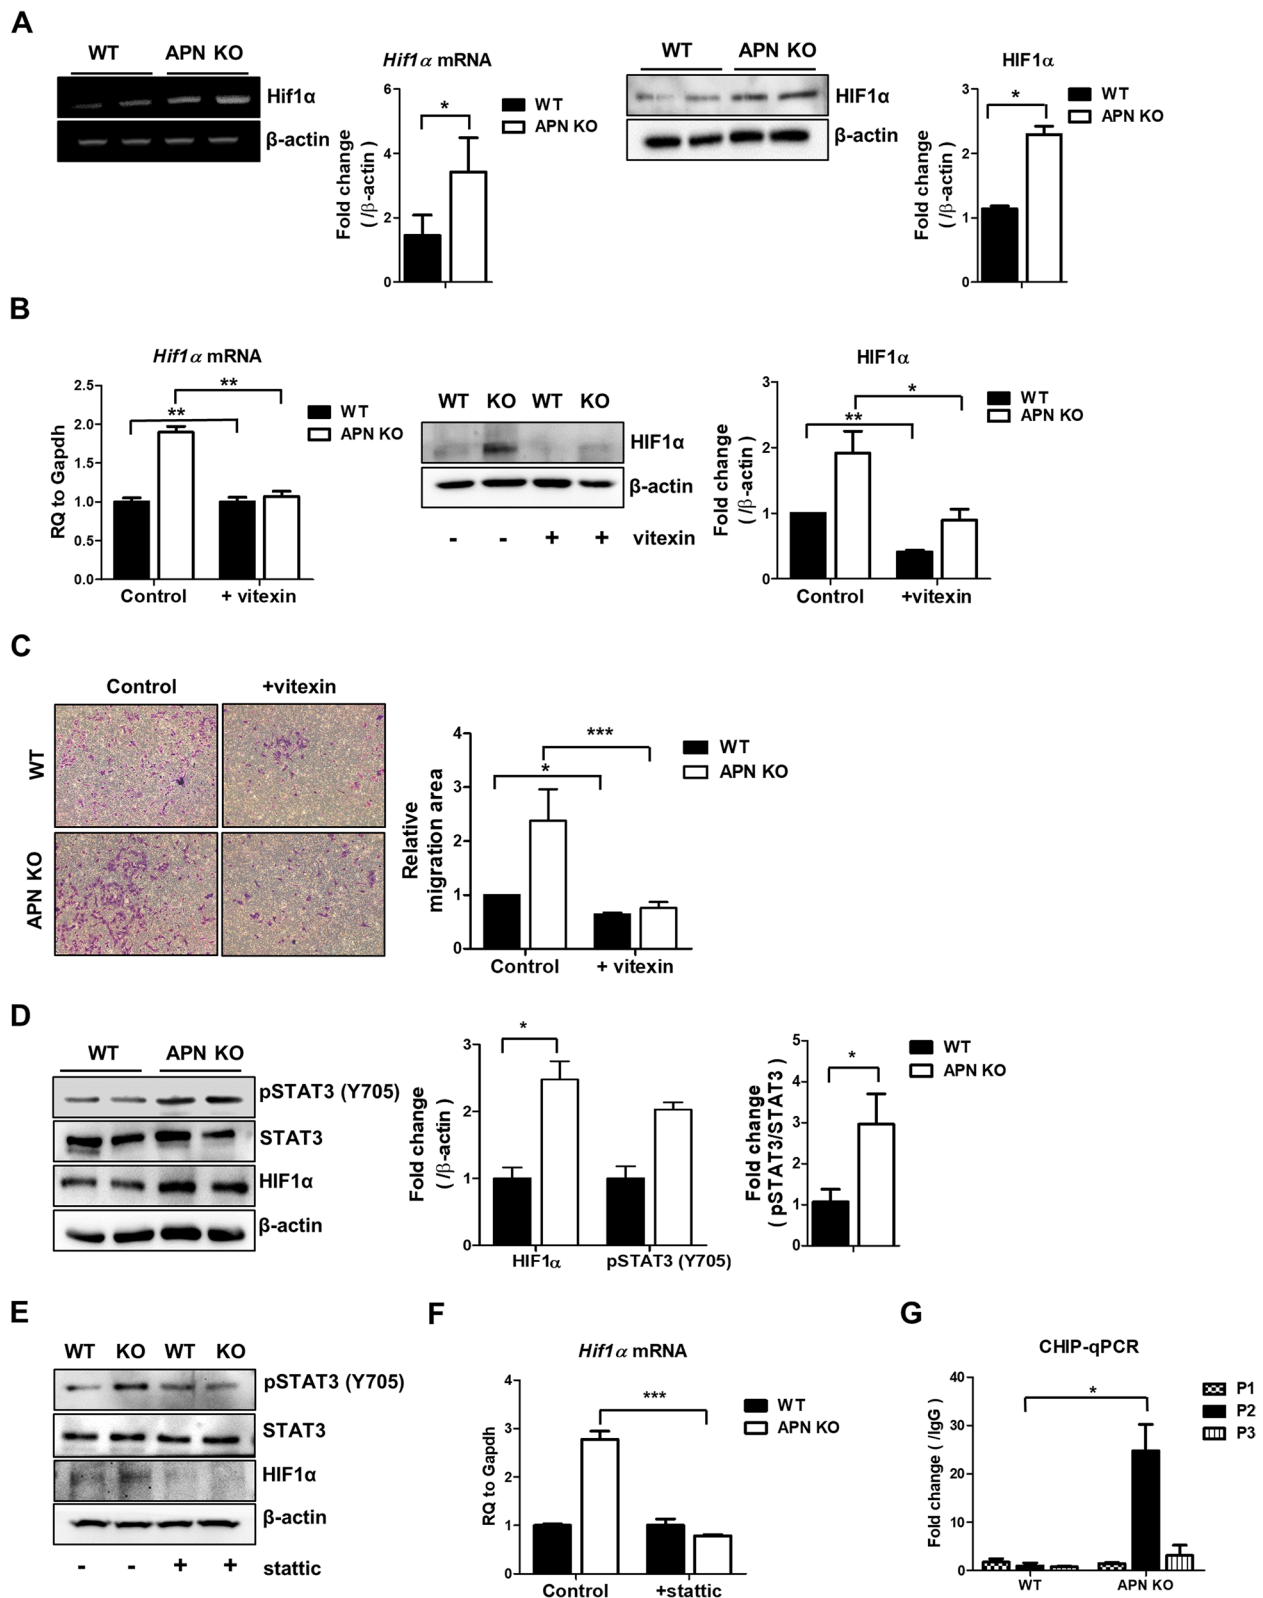 A
WT APN KO
Hif1α
β-actin
Hif1α mRNA
Fold change
( /β-actin )
6
4
2
0
*
WT
APN KO
WT APN KO
HIF1α
β-actin
HIF1α
Fold change
( /β-actin )
3
2
1
0
*
WT
APN KO
B
Hif1α mRNA
RQ to Gapdh
2.5
2.0
1.5
1.0
0.5
0.0
**
**
Control + vitexin
WT
APN KO
WT KO WT KO
HIF1α
β-actin
- - + + vitexin
HIF1α
Fold change
( /β-actin )
3
2
1
0
**
*
Control +vitexin
WT
APN KO
C
Control +vitexin
WT
APN KO
Relative
migration area
4
3
2
1
0
*
***
Control + vitexin
WT
APN KO
D
WT APN KO
pSTAT3 (Y705)
STAT3
HIF1α
β-actin
Fold change
( /β-actin )
3
2
1
0
*
HIF1α pSTAT3 (Y705)
Fold change
( pSTAT3/STAT3 )
5
4
3
2
1
0
*
WT
APN KO
E
WT KO WT KO
pSTAT3 (Y705)
STAT3
HIF1α
β-actin
- - + + stattic
F
Hif1α mRNA
RQ to Gapdh
4
3
2
1
0
***
Control +stattic
WT
APN KO
G
CHIP-qPCR
Fold change ( /IgG )
40
30
20
10
0
*
WT APN KO
P1
P2
P3